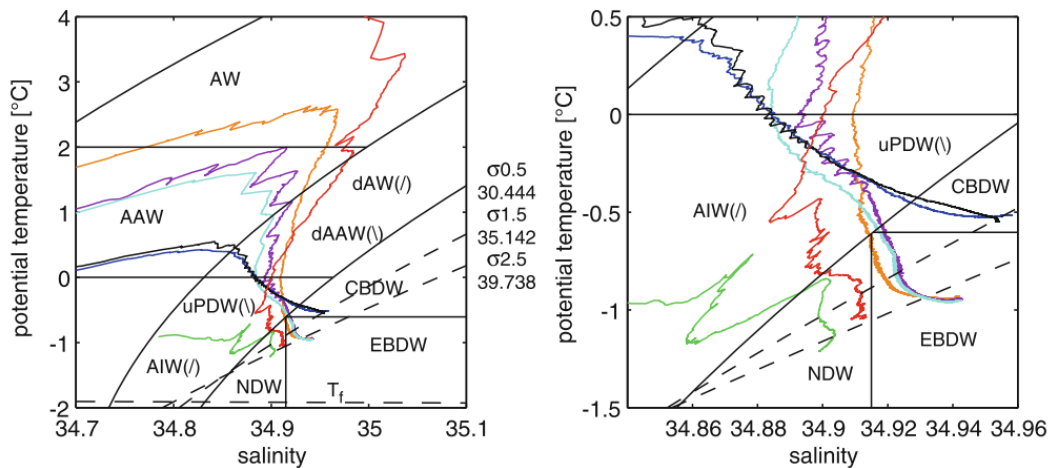 4
3
2
1
0
-1
-2
potential temperature [°C]
34.7
34.8
34.9
35
35.1
salinity
AW
AAW
dAW(/)
dAAW(\)
uPDW(\)
CBDW
AIW(/)
NDW
EBDW
Tf
σ0.5
30.444
σ1.5
35.142
σ2.5
39.738
0.5
0
-0.5
-1
-1.5
potential temperature [°C]
34.86
34.88
34.9
34.92
34.94
34.96
salinity
uPDW(\)
CBDW
AIW(/)
EBDW
NDW